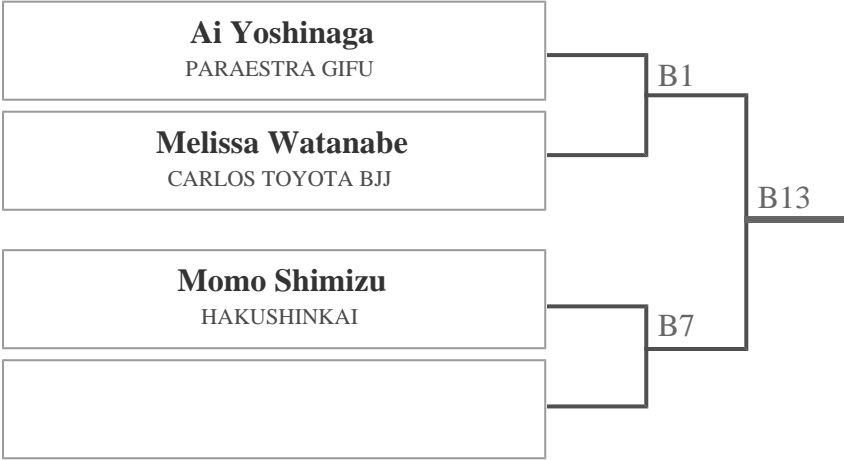 Ai Yoshinaga
PARAESTRA GIFU
B1
Melissa Watanabe
CARLOS TOYOTA BJJ
B13
Momo Shimizu
HAKUSHINKAI
B7